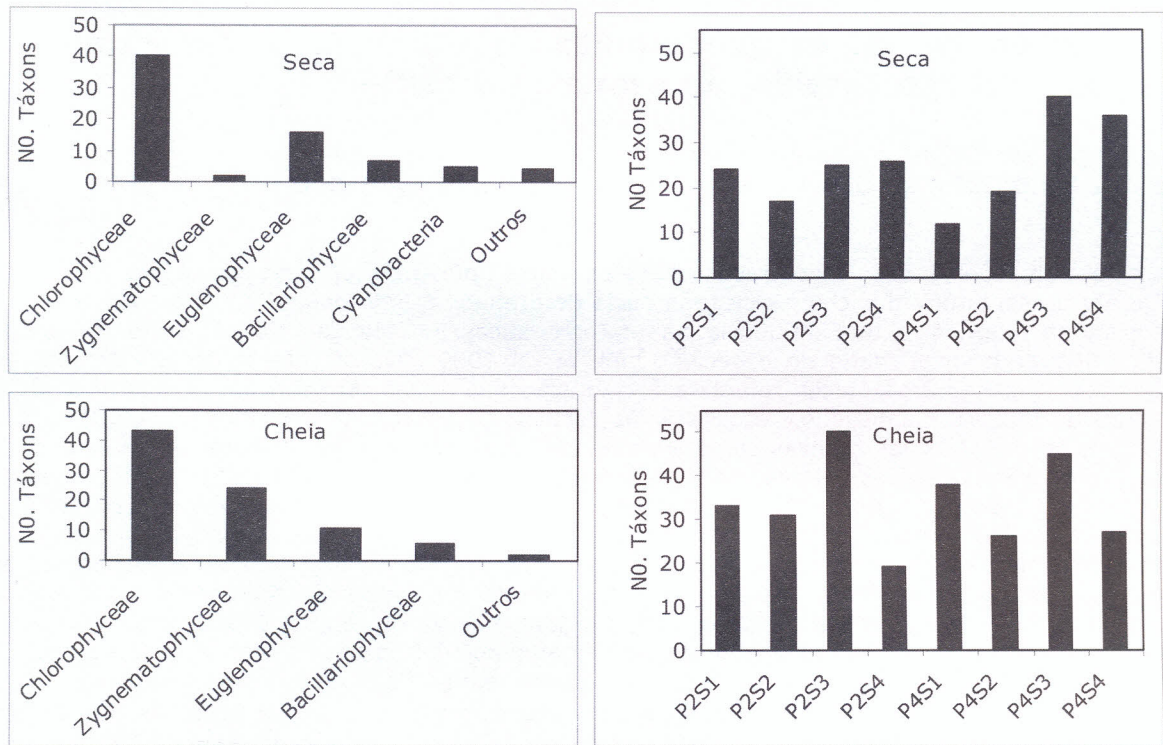 Seca
N0. Táxons
50
40
30
20
10
0
Chlorophyceae
Zygnematophyceae
Euglenophyceae
Bacillariophyceae
Cyanobacteria
Outros
Seca
N0 Táxons
50
40
30
20
10
0
P2S1
P2S2
P2S3
P2S4
P4S1
P4S2
P4S3
P4S4
Cheia
N0. Táxons
50
40
30
20
10
0
Chlorophyceae
Zygnematophyceae
Euglenophyceae
Bacillariophyceae
Outros
Cheia
N0. Táxons
50
40
30
20
10
0
P2S1
P2S2
P2S3
P2S4
P4S1
P4S2
P4S3
P4S4